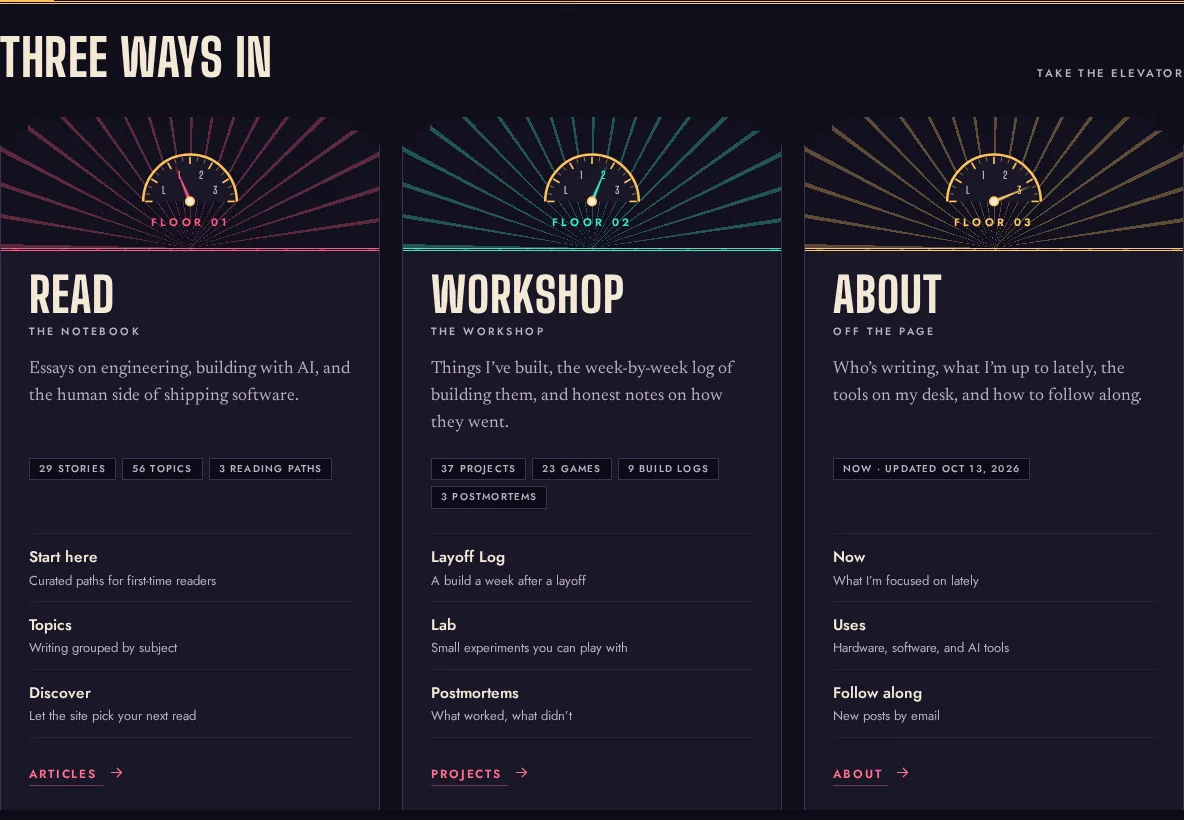 THREE WAYS IN
TAKE THE ELEVATOR
L 1 2 3
FLOOR 01
READ
THE NOTEBOOK
Essays on engineering, building with AI, and
the human side of shipping software.
29 STORIES
56 TOPICS
3 READING PATHS
Start here
Curated paths for first-time readers
Topics
Writing grouped by subject
Discover
Let the site pick your next read
ARTICLES →
L 1 2 3
FLOOR 02
WORKSHOP
THE WORKSHOP
Things I’ve built, the week-by-week log of
building them, and honest notes on how
they went.
37 PROJECTS
23 GAMES
9 BUILD LOGS
3 POSTMORTEMS
Layoff Log
A build a week after a layoff
Lab
Small experiments you can play with
Postmortems
What worked, what didn’t
PROJECTS →
L 1 2 3
FLOOR 03
ABOUT
OFF THE PAGE
Who’s writing, what I’m up to lately, the
tools on my desk, and how to follow along.
NOW · UPDATED OCT 13, 2026
Now
What I’m focused on lately
Uses
Hardware, software, and AI tools
Follow along
New posts by email
ABOUT →